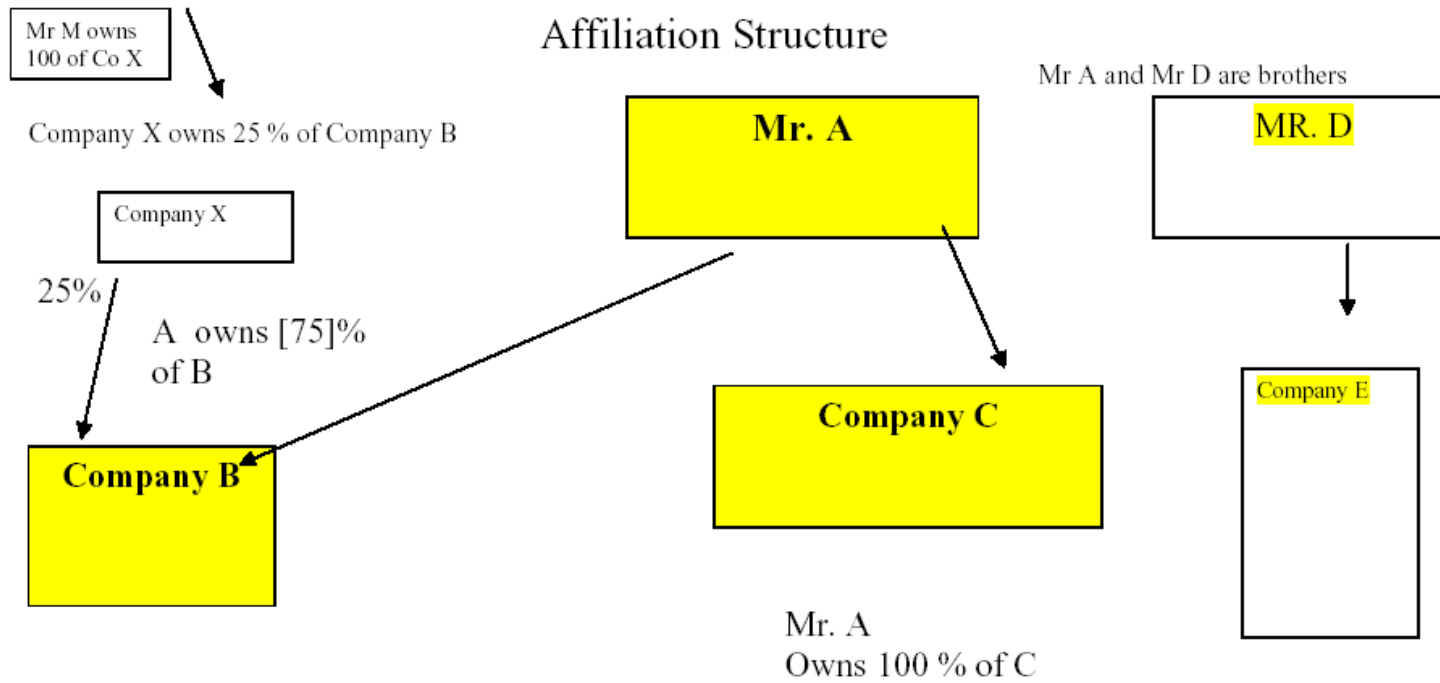 Affiliation Structure
Mr M owns
100 of Co X
Mr A and Mr D are brothers
Company X owns 25 % of Company B
Mr. A
MR. D
Company X
25%
A owns [75]%
of B
Company E
Company C
Company B
Mr. A
Owns 100 % of C